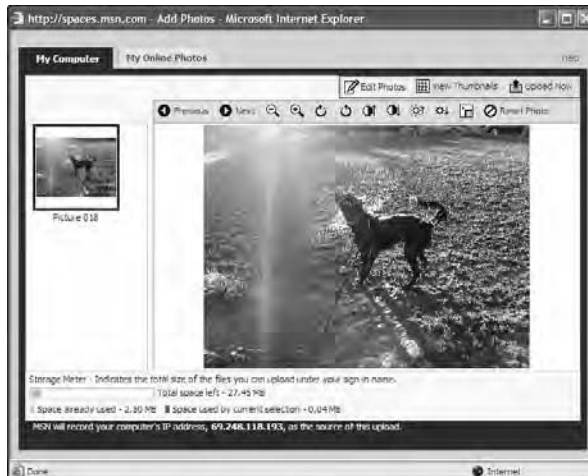 http://spaces.msn.com - Add Photos - Microsoft Internet Explorer
My Computer My Online Photos Help
Edit Photos View Thumbnails Upload Now
Previous Next Reset Photo
Picture 018
Storage Meter - Indicates the total size of the files you can upload under your sign in name.
Total space left - 27.45 MB
Space already used - 2.50 MB Space used by current selection - 0.04 MB
MSN will record your computer's IP address, 69.248.118.193, as the source of this upload.
Done Internet